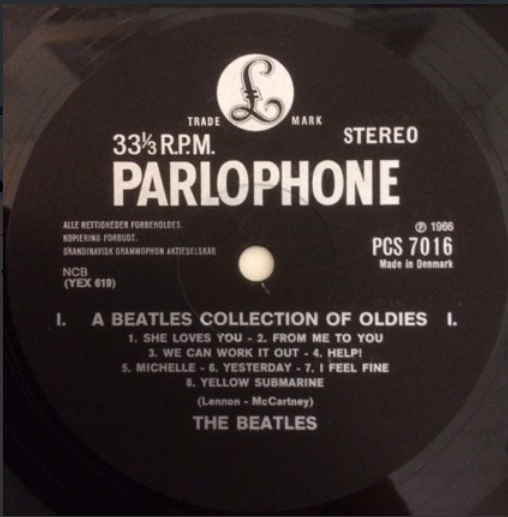 £
TRADE MARK
33⅓ R.P.M. STEREO
PARLOPHONE
ALLE RETTIGHEDER FORBEHOLDES.
KOPIERING FORBUDT.
SKANDINAVISK GRAMMOPHON AKTIESELSKAB
℗ 1966
PCS 7016
Made in Denmark
NCB
(YEX 619)
I. A BEATLES COLLECTION OF OLDIES I.
1. SHE LOVES YOU - 2. FROM ME TO YOU
3. WE CAN WORK IT OUT - 4. HELP!
5. MICHELLE - 6. YESTERDAY - 7. I FEEL FINE
8. YELLOW SUBMARINE
(Lennon - McCartney)
THE BEATLES